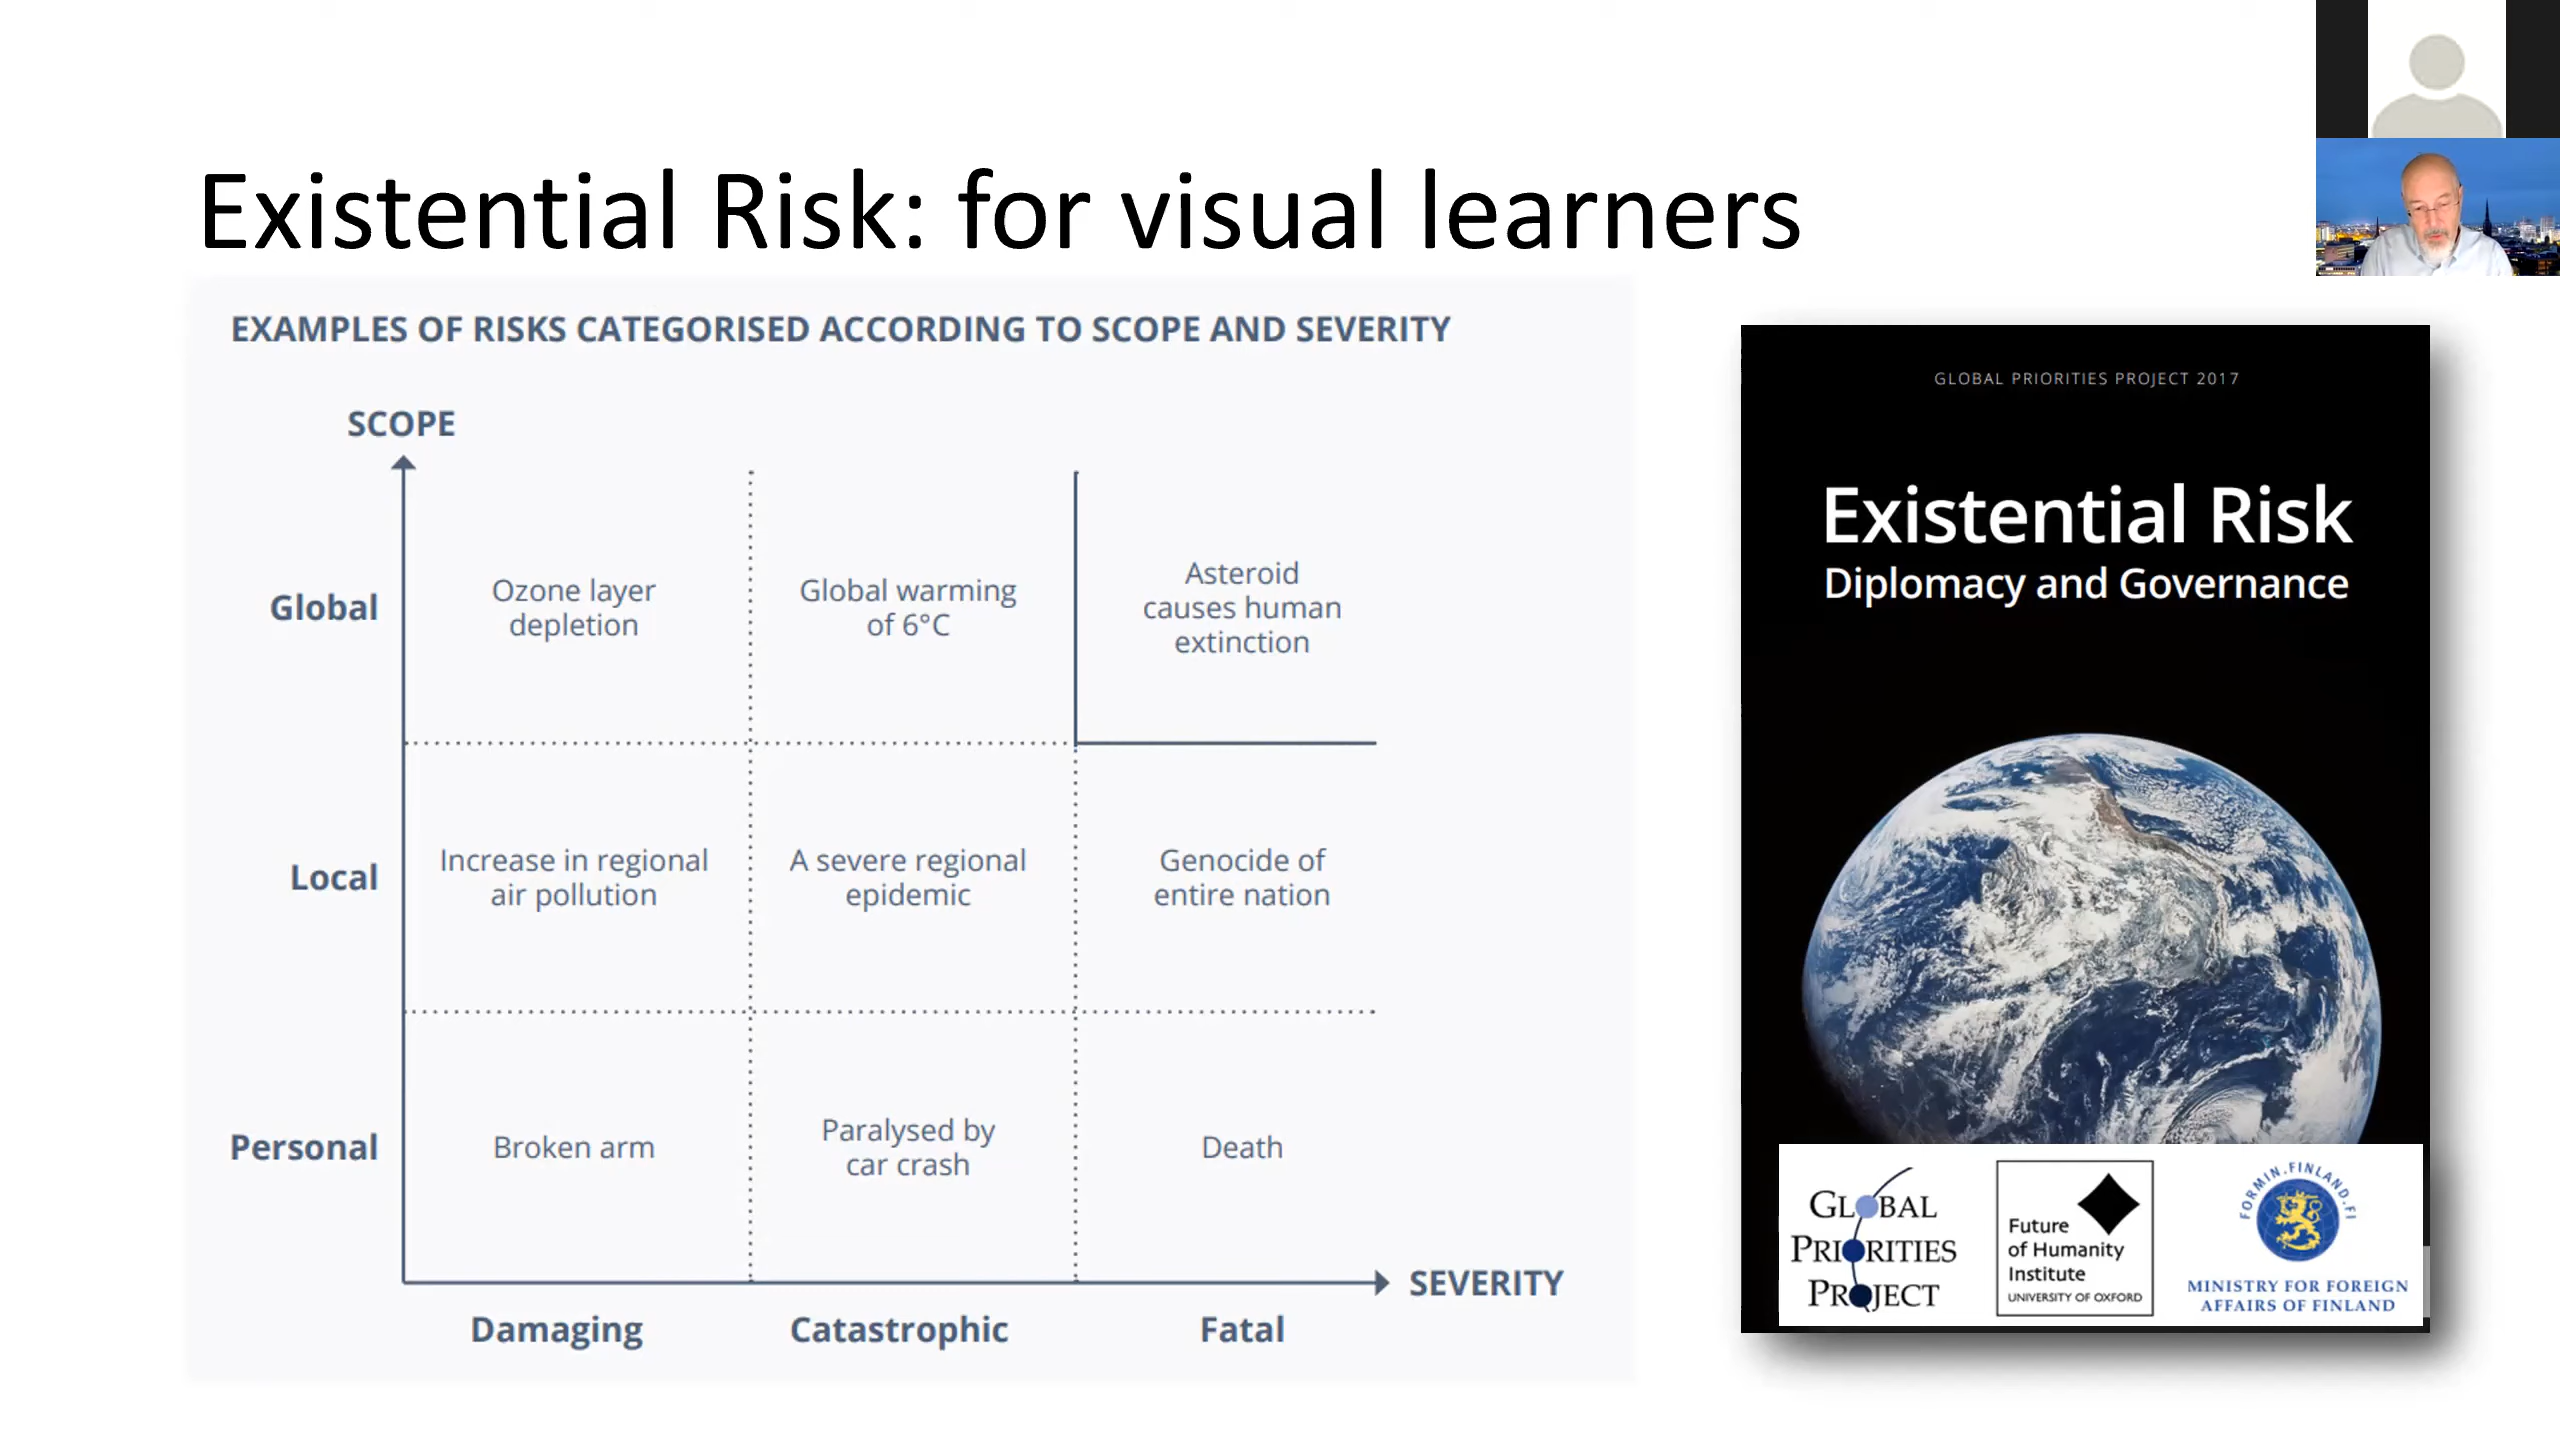 Existential Risk: for visual learners
EXAMPLES OF RISKS CATEGORISED ACCORDING TO SCOPE AND SEVERITY
SCOPE
Global
Ozone layer
depletion
Global warming
of 6°C
Asteroid
causes human
extinction
Local
Increase in regional
air pollution
A severe regional
epidemic
Genocide of
entire nation
Personal
Broken arm
Paralysed by
car crash
Death
SEVERITY
Damaging
Catastrophic
Fatal
GLOBAL PRIORITIES PROJECT 2017
Existential Risk
Diplomacy and Governance
GLOBAL
PRIORITIES
PROJECT
Future
of Humanity
Institute
UNIVERSITY OF OXFORD
FORMIN.FINLAND.FI
MINISTRY FOR FOREIGN
AFFAIRS OF FINLAND